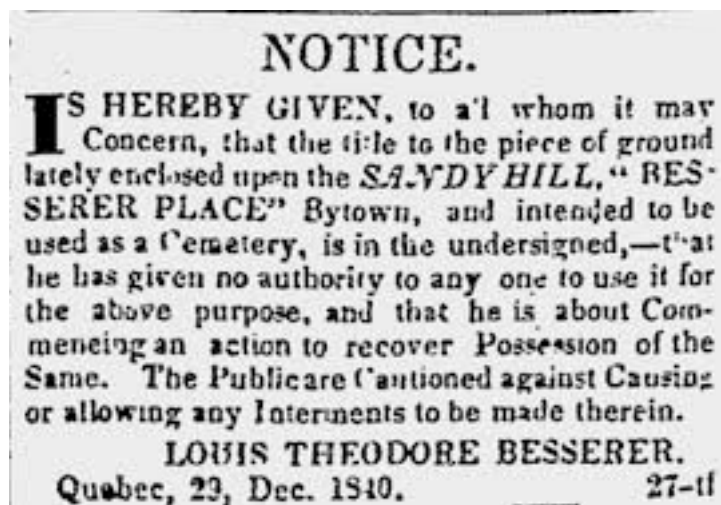 NOTICE.
IS HEREBY GIVEN, to all whom it may
Concern, that the title to the piece of ground
lately enclosed upon the SANDY HILL, "BES-
SERER PLACE" Bytown, and intended to be
used as a Cemetery, is in the undersigned,—that
he has given no authority to any one to use it for
the above purpose, and that he is about Com-
mencing an action to recover Possession of the
Same. The Public are Cautioned against Causing
or allowing any Interments to be made therein.
LOUIS THEODORE BESSERER.
Quebec, 29, Dec. 1840. 27-tf